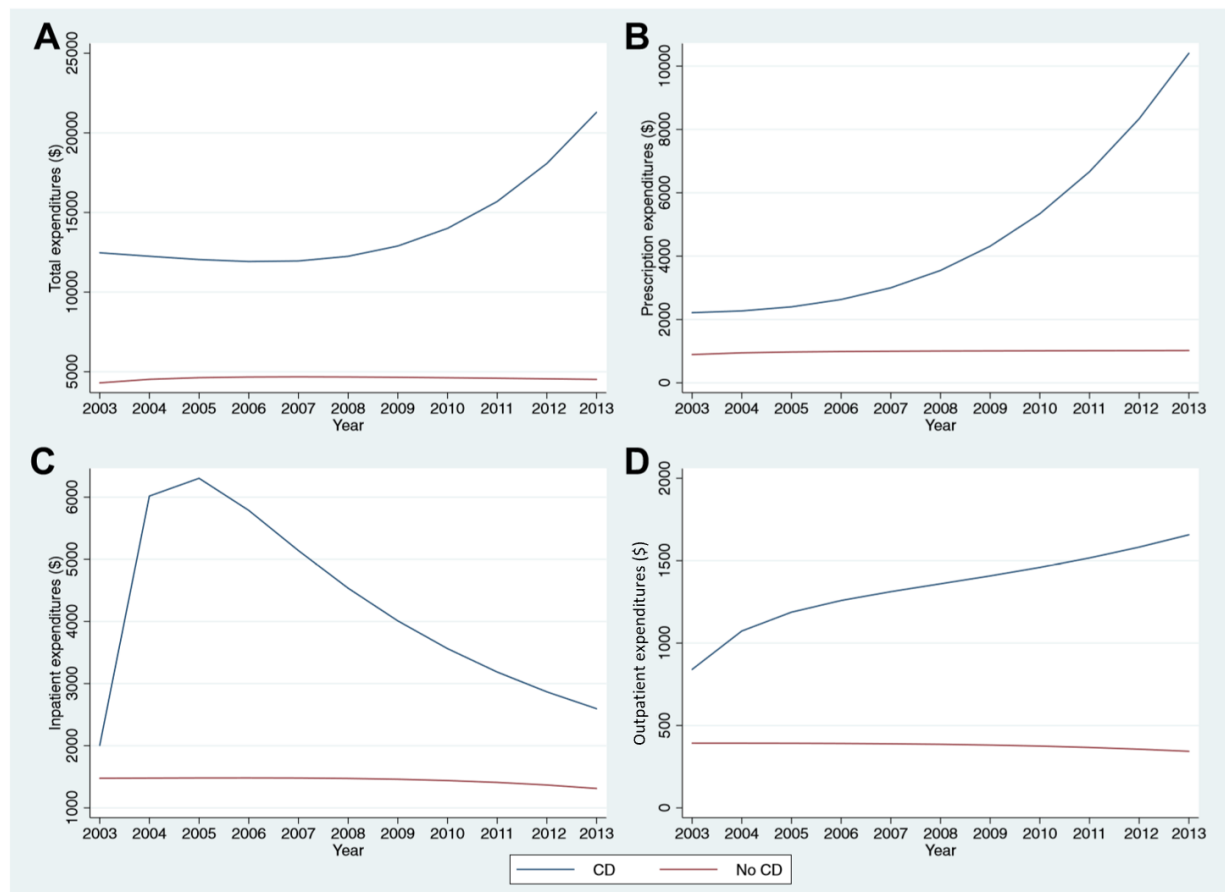 A
Total expenditures ($)
25000
20000
15000
10000
5000
2003 2004 2005 2006 2007 2008 2009 2010 2011 2012 2013
Year
B
Prescription expenditures ($)
10000
8000
6000
4000
2000
0
2003 2004 2005 2006 2007 2008 2009 2010 2011 2012 2013
Year
C
Inpatient expenditures ($)
6000
5000
4000
3000
2000
1000
2003 2004 2005 2006 2007 2008 2009 2010 2011 2012 2013
Year
D
Outpatient expenditures ($)
2000
1500
1000
500
0
2003 2004 2005 2006 2007 2008 2009 2010 2011 2012 2013
Year
CD No CD